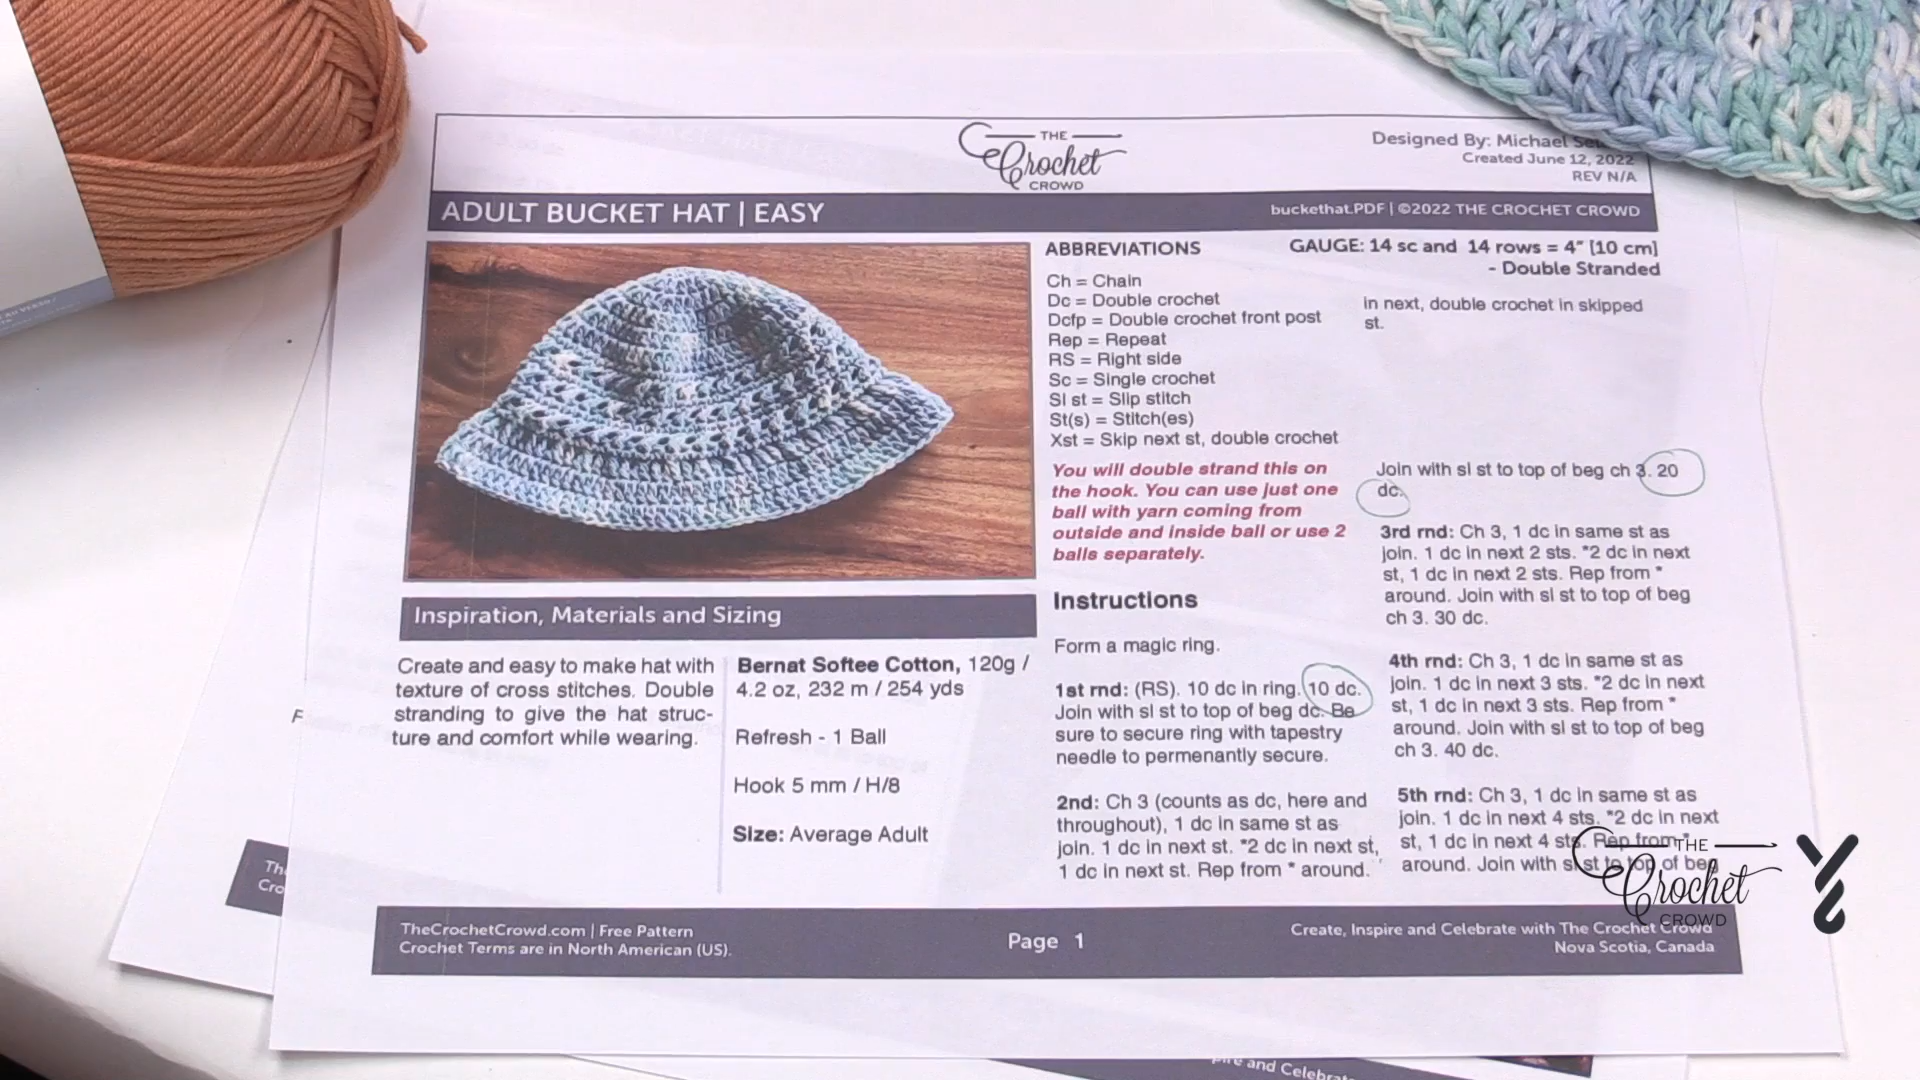 THE
Crochet
CROWD
Designed By: Michael
Created June 12, 2022
REV N/A
ADULT BUCKET HAT | EASY
buckethat.PDF | ©2022 THE CROCHET CROWD
ABBREVIATIONS
GAUGE: 14 sc and 14 rows = 4" [10 cm]
- Double Stranded
Ch = Chain
Dc = Double crochet
Dcfp = Double crochet front post
Rep = Repeat
RS = Right side
Sc = Single crochet
Sl st = Slip stitch
St(s) = Stitch(es)
Xst = Skip next st, double crochet
in next, double crochet in skipped
st.
You will double strand this on
the hook. You can use just one
ball with yarn coming from
outside and inside ball or use 2
balls separately.
Instructions
Form a magic ring.
1st rnd: (RS). 10 dc in ring. 10 dc.
Join with sl st to top of beg dc. Be
sure to secure ring with tapestry
needle to permenantly secure.
2nd: Ch 3 (counts as dc, here and
throughout), 1 dc in same st as
join. 1 dc in next st. *2 dc in next st,
1 dc in next st. Rep from * around.
Join with sl st to top of beg ch 3. 20
dc.
3rd rnd: Ch 3, 1 dc in same st as
join. 1 dc in next 2 sts. *2 dc in next
st, 1 dc in next 2 sts. Rep from *
around. Join with sl st to top of beg
ch 3. 30 dc.
4th rnd: Ch 3, 1 dc in same st as
join. 1 dc in next 3 sts. *2 dc in next
st, 1 dc in next 3 sts. Rep from *
around. Join with sl st to top of beg
ch 3. 40 dc.
5th rnd: Ch 3, 1 dc in same st as
join. 1 dc in next 4 sts. *2 dc in next
st, 1 dc in next 4 sts. Rep from *
around. Join with sl st to top of beg
Inspiration, Materials and Sizing
Create and easy to make hat with
texture of cross stitches. Double
stranding to give the hat struc-
ture and comfort while wearing.
Bernat Softee Cotton, 120g /
4.2 oz, 232 m / 254 yds
Refresh - 1 Ball
Hook 5 mm / H/8
Size: Average Adult
TheCrochetCrowd.com | Free Pattern
Crochet Terms are in North American (US).
Page 1
Create, Inspire and Celebrate with The Crochet Crowd
Nova Scotia, Canada
THE
Crochet
CROWD